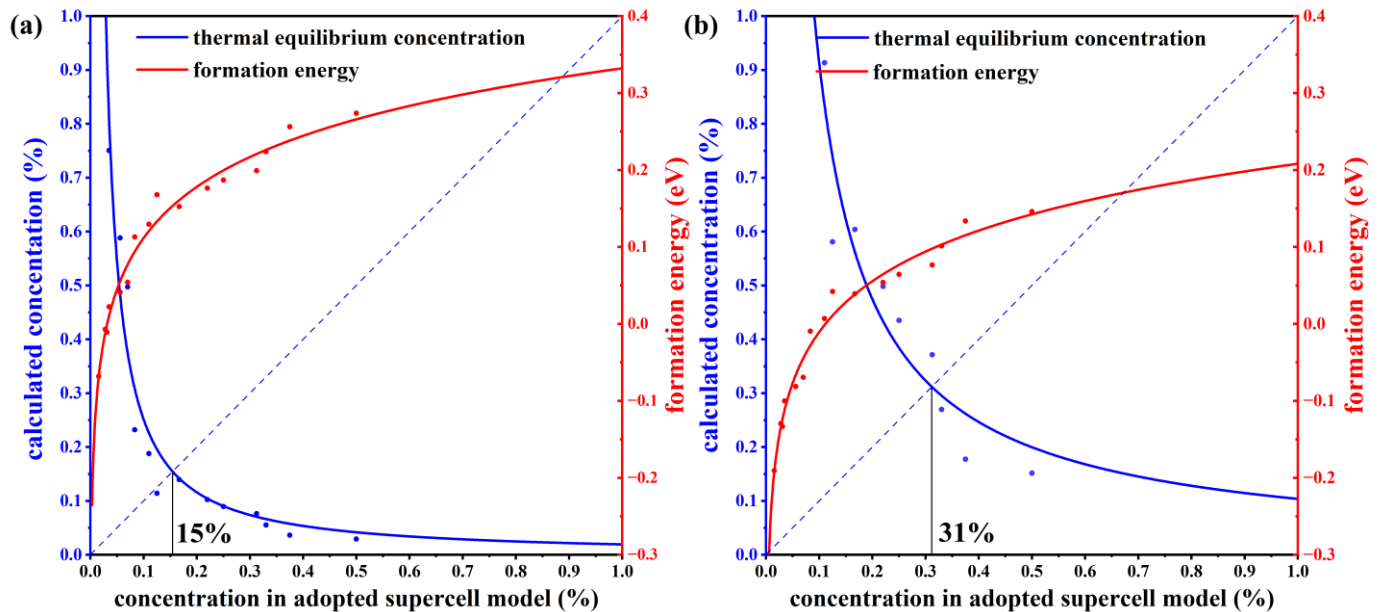 (a)
thermal equilibrium concentration
formation energy
calculated concentation (%)
1.0
0.9
0.8
0.7
0.6
0.5
0.4
0.3
0.2
0.1
0.0
0.4
0.3
0.2
0.1
0.0
−0.1
−0.2
−0.3
formation energy (eV)
15%
0.0 0.1 0.2 0.3 0.4 0.5 0.6 0.7 0.8 0.9 1.0
concentration in adopted supercell model (%)
(b)
thermal equilibrium concentration
formation energy
calculated concentration (%)
1.0
0.9
0.8
0.7
0.6
0.5
0.4
0.3
0.2
0.1
0.0
0.4
0.3
0.2
0.1
0.0
−0.1
−0.2
−0.3
formation energy (eV)
31%
0.0 0.1 0.2 0.3 0.4 0.5 0.6 0.7 0.8 0.9 1.0
concentration in adopted supercell model (%)